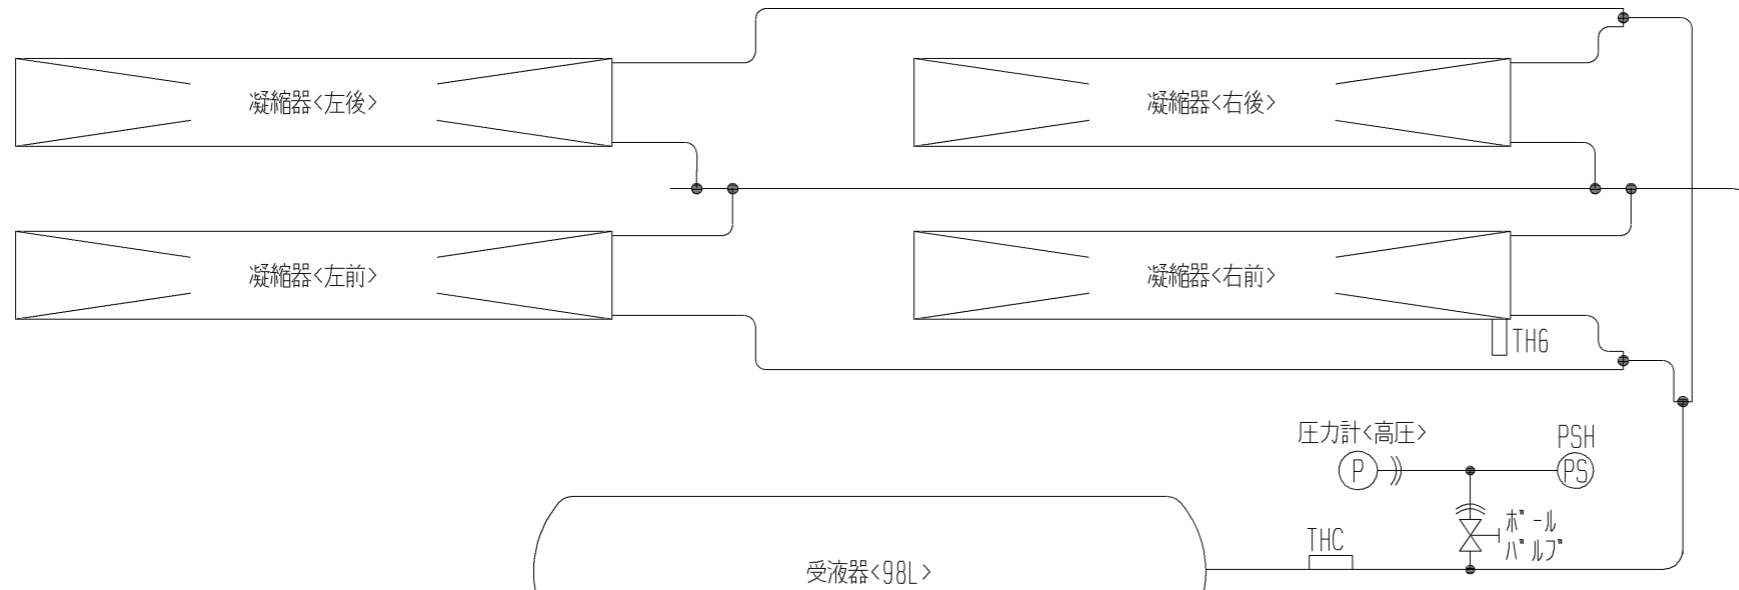 凝縮器<左後>
凝縮器<右後>
凝縮器<左前>
凝縮器<右前>
TH6
圧力計<高圧>
PSH
P
PS
ボール
バルブ
THC
受液器<98L>